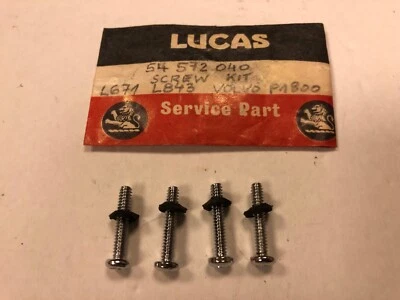 LUCAS
54 572 040
SCREW KIT
L671 L843 VOLVO P1800
Service Part